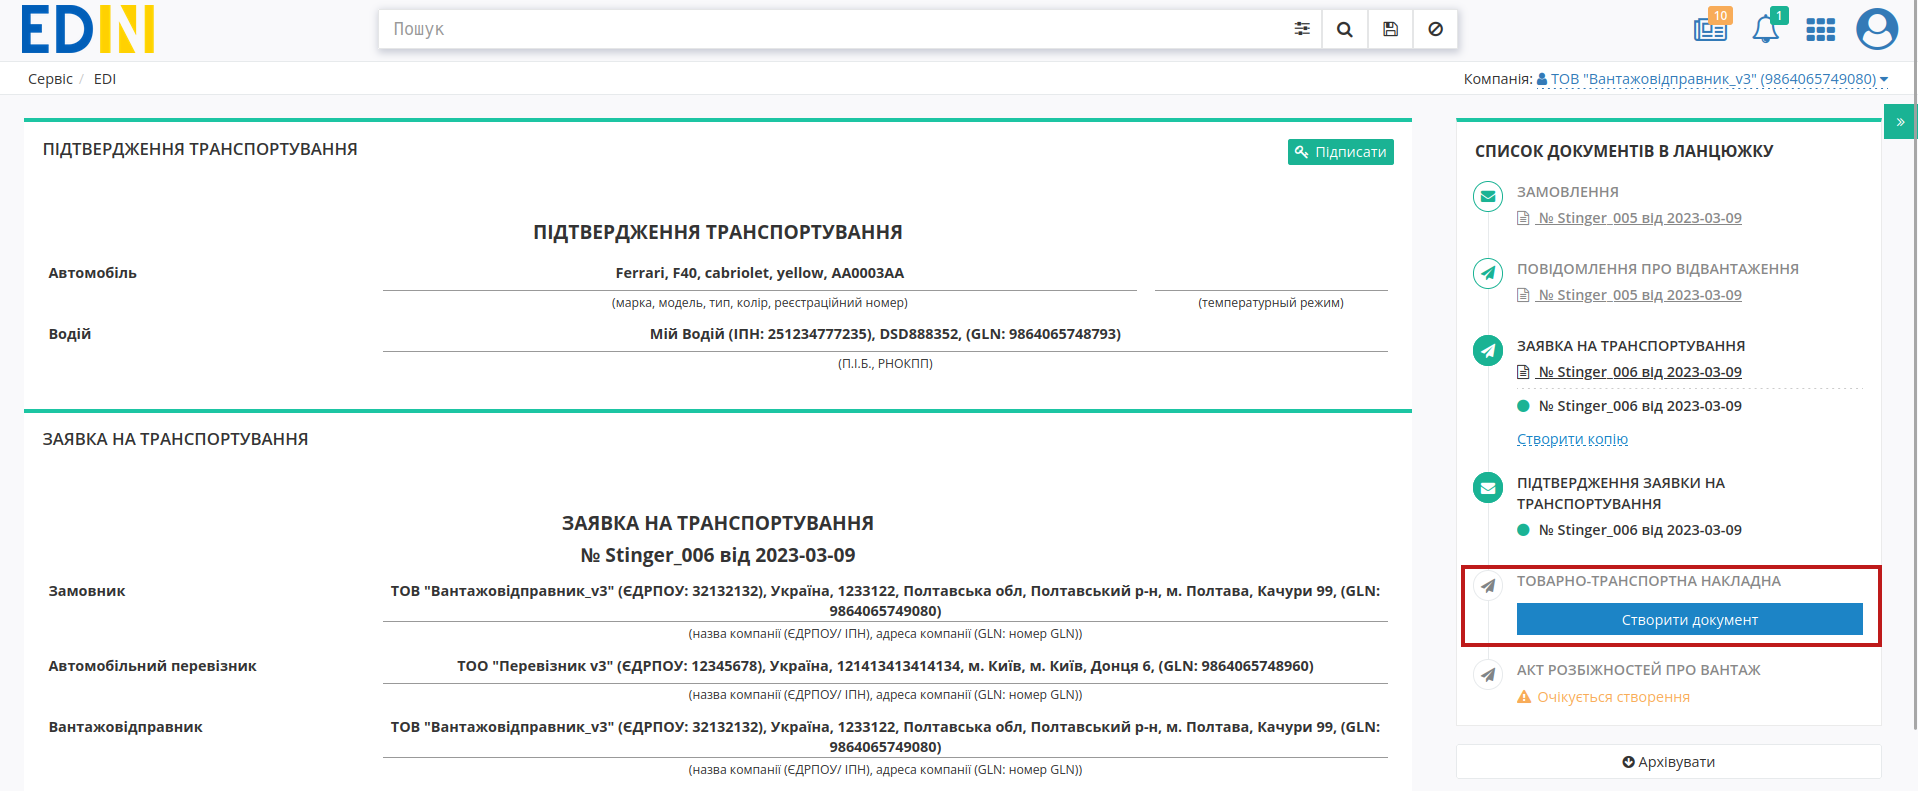 EDIN
Пошук
10
1
Сервіс / EDI
Компанія: ТОВ "Вантажовідправник_v3" (9864065749080)
»
ПІДТВЕРДЖЕННЯ ТРАНСПОРТУВАННЯ
Підписати
ПІДТВЕРДЖЕННЯ ТРАНСПОРТУВАННЯ
Автомобіль
Ferrari, F40, cabriolet, yellow, AA0003AA
(марка, модель, тип, колір, реєстраційний номер)
(температурный режим)
Водій
Мій Водій (ІПН: 251234777235), DSD888352, (GLN: 9864065748793)
(П.І.Б., РНОКПП)
ЗАЯВКА НА ТРАНСПОРТУВАННЯ
ЗАЯВКА НА ТРАНСПОРТУВАННЯ
№ Stinger_006 від 2023-03-09
Замовник
ТОВ "Вантажовідправник_v3" (ЄДРПОУ: 32132132), Україна, 1233122, Полтавська обл, Полтавський р-н, м. Полтава, Качури 99, (GLN:
9864065749080)
(назва компанії (ЄДРПОУ/ ІПН), адреса компанії (GLN: номер GLN))
Автомобільний перевізник
ТОО "Перевізник v3" (ЄДРПОУ: 12345678), Україна, 121413413414134, м. Київ, м. Київ, Донця 6, (GLN: 9864065748960)
(назва компанії (ЄДРПОУ/ ІПН), адреса компанії (GLN: номер GLN))
Вантажовідправник
ТОВ "Вантажовідправник_v3" (ЄДРПОУ: 32132132), Україна, 1233122, Полтавська обл, Полтавський р-н, м. Полтава, Качури 99, (GLN:
9864065749080)
(назва компанії (ЄДРПОУ/ ІПН), адреса компанії (GLN: номер GLN))
СПИСОК ДОКУМЕНТІВ В ЛАНЦЮЖКУ
ЗАМОВЛЕННЯ
№ Stinger_005 від 2023-03-09
ПОВІДОМЛЕННЯ ПРО ВІДВАНТАЖЕННЯ
№ Stinger_005 від 2023-03-09
ЗАЯВКА НА ТРАНСПОРТУВАННЯ
№ Stinger_006 від 2023-03-09
№ Stinger_006 від 2023-03-09
Створити копію
ПІДТВЕРДЖЕННЯ ЗАЯВКИ НА
ТРАНСПОРТУВАННЯ
№ Stinger_006 від 2023-03-09
ТОВАРНО-ТРАНСПОРТНА НАКЛАДНА
Створити документ
АКТ РОЗБІЖНОСТЕЙ ПРО ВАНТАЖ
Очікується створення
Архівувати